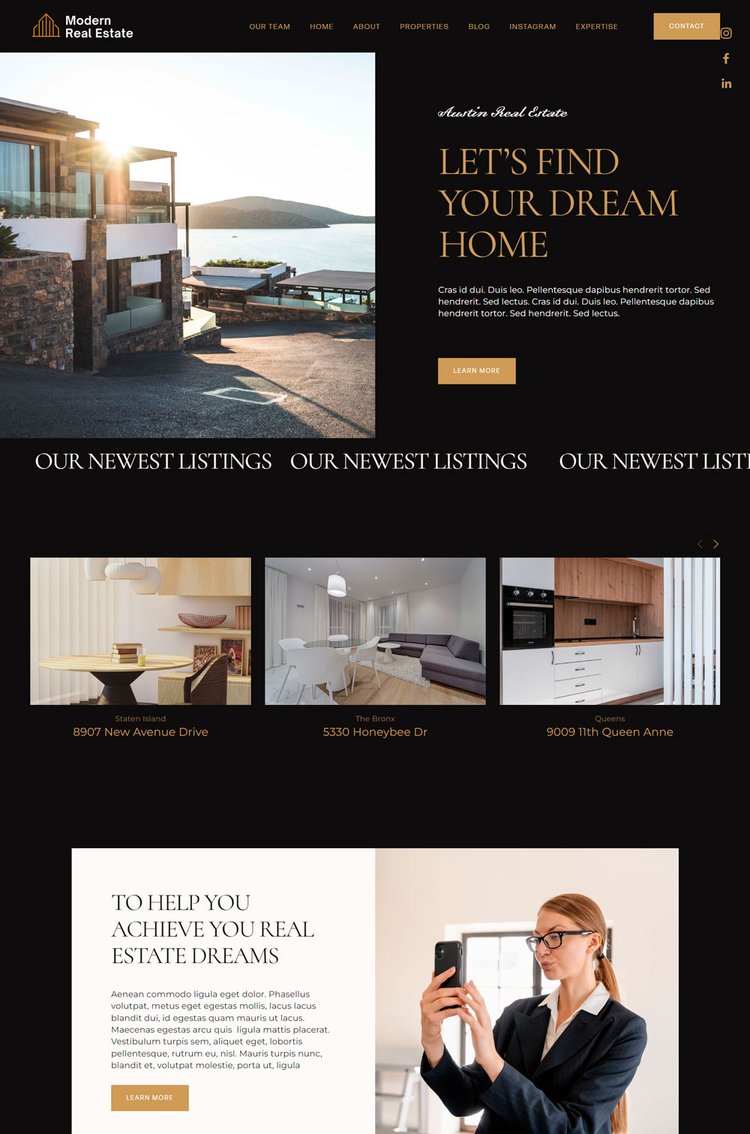 Modern
Real Estate
OUR TEAM HOME ABOUT PROPERTIES BLOG INSTAGRAM EXPERTISE CONTACT
Austin Real Estate
LET'S FIND
YOUR DREAM
HOME
Cras id dui. Duis leo. Pellentesque dapibus hendrerit tortor. Sed
hendrerit. Sed lectus. Cras id dui. Duis leo. Pellentesque dapibus
hendrerit tortor. Sed hendrerit. Sed lectus.
LEARN MORE
OUR NEWEST LISTINGS OUR NEWEST LISTINGS OUR NEWEST LISTI
Staten Island
8907 New Avenue Drive
The Bronx
5330 Honeybee Dr
Queens
9009 11th Queen Anne
TO HELP YOU
ACHIEVE YOU REAL
ESTATE DREAMS
Aenean commodo ligula eget dolor. Phasellus
volutpat, metus eget egestas mollis, lacus lacus
blandit dui, id egestas quam mauris ut lacus.
Maecenas egestas arcu quis ligula mattis placerat.
Vestibulum turpis sem, aliquet eget, lobortis
pellentesque, rutrum eu, nisl. Mauris turpis nunc,
blandit et, volutpat molestie, porta ut, ligula
LEARN MORE